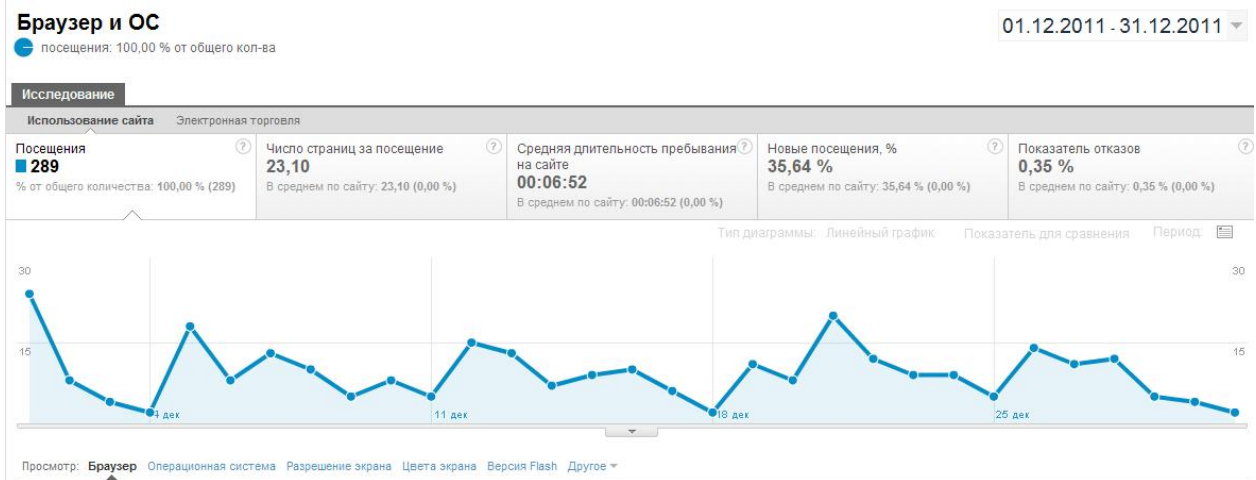 Браузер и ОС
01.12.2011 - 31.12.2011
посещения: 100,00 % от общего кол-ва
Исследование
Использование сайта Электронная торговля
Посещения ?
289
% от общего количества: 100,00 % (289)
Число страниц за посещение ?
23,10
В среднем по сайту: 23,10 (0,00 %)
Средняя длительность пребывания ?
на сайте
00:06:52
В среднем по сайту: 00:06:52 (0,00 %)
Новые посещения, % ?
35,64 %
В среднем по сайту: 35,64 % (0,00 %)
Показатель отказов ?
0,35 %
В среднем по сайту: 0,35 % (0,00 %)
Тип диаграммы: Линейный график Показатель для сравнения Период:
30 30
15 15
4 дек 11 дек 18 дек 25 дек
Просмотр: Браузер Операционная система Разрешение экрана Цвета экрана Версия Flash Другое